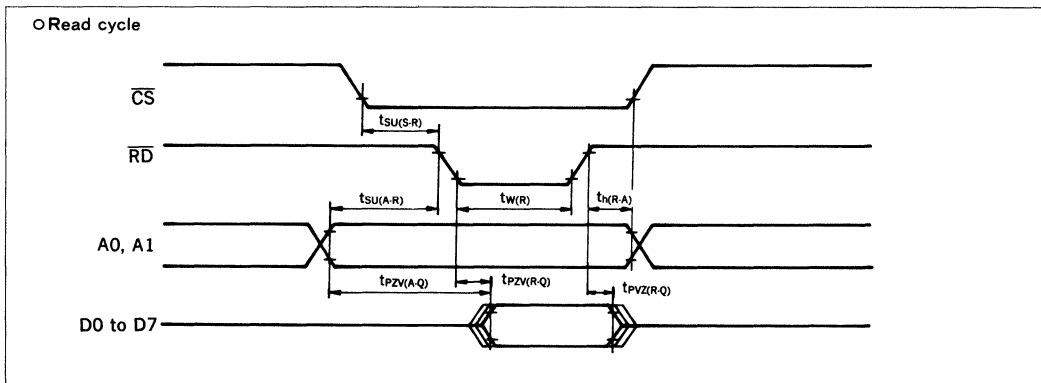 ○ Read cycle
CS
tSU(S-R)
RD
tSU(A-R)
tW(R)
th(R-A)
A0, A1
tPZV(A-Q)
tPZV(R-Q)
tPVZ(R-Q)
D0 to D7